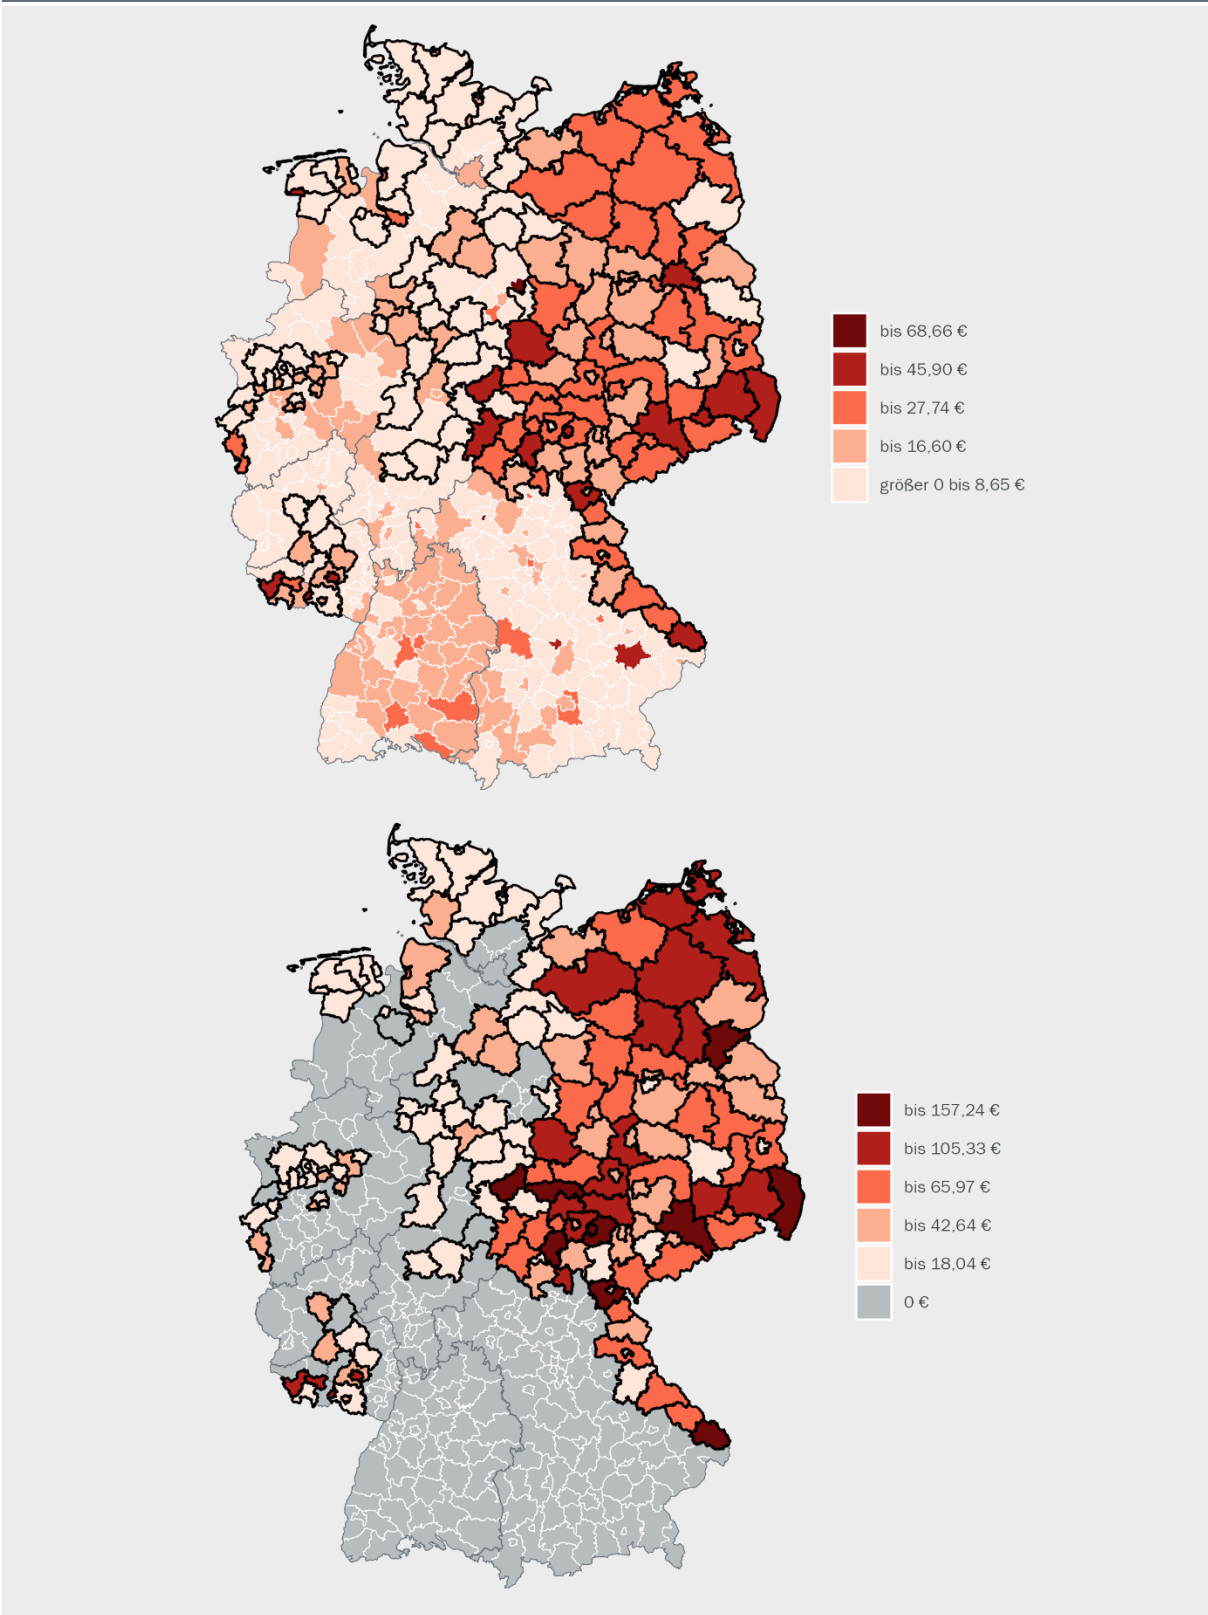 bis 68,66 €
bis 45,90 €
bis 27,74 €
bis 16,60 €
größer 0 bis 8,65 €
bis 157,24 €
bis 105,33 €
bis 65,97 €
bis 42,64 €
bis 18,04 €
0 €